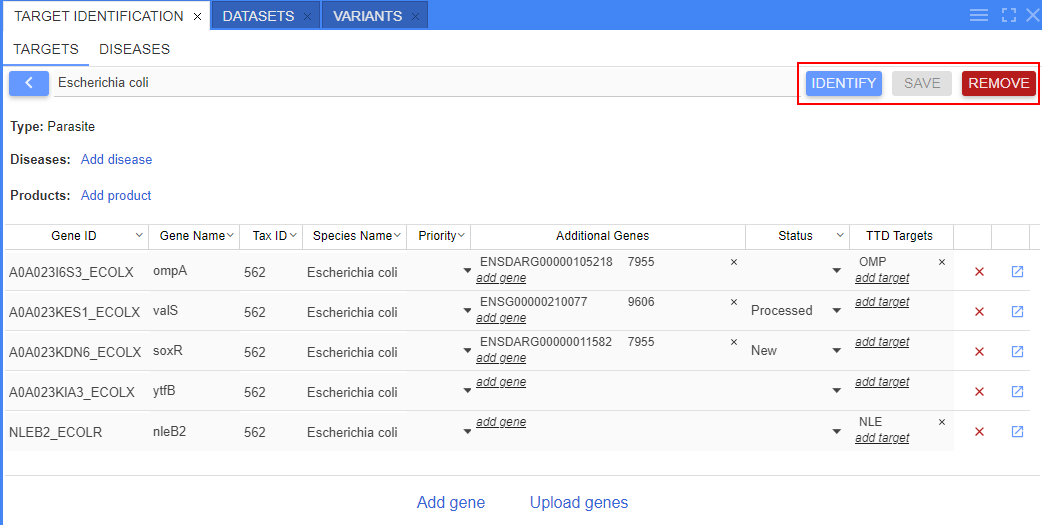 TARGET IDENTIFICATION × DATASETS × VARIANTS ×
TARGETS DISEASES
Escherichia coli IDENTIFY SAVE REMOVE
Type: Parasite
Diseases: Add disease
Products: Add product
Gene ID Gene Name Tax ID Species Name Priority Additional Genes Status TTD Targets
A0A023I6S3_ECOLX ompA 562 Escherichia coli ENSDARG00000105218 7955 × OMP ×
add gene add target
A0A023KES1_ECOLX valS 562 Escherichia coli ENSG00000210077 9606 × Processed add target
add gene
A0A023KDN6_ECOLX soxR 562 Escherichia coli ENSDARG00000011582 7955 × New add target
add gene
A0A023KIA3_ECOLX ytfB 562 Escherichia coli add gene add target
NLEB2_ECOLR nleB2 562 Escherichia coli add gene NLE ×
add target
Add gene Upload genes